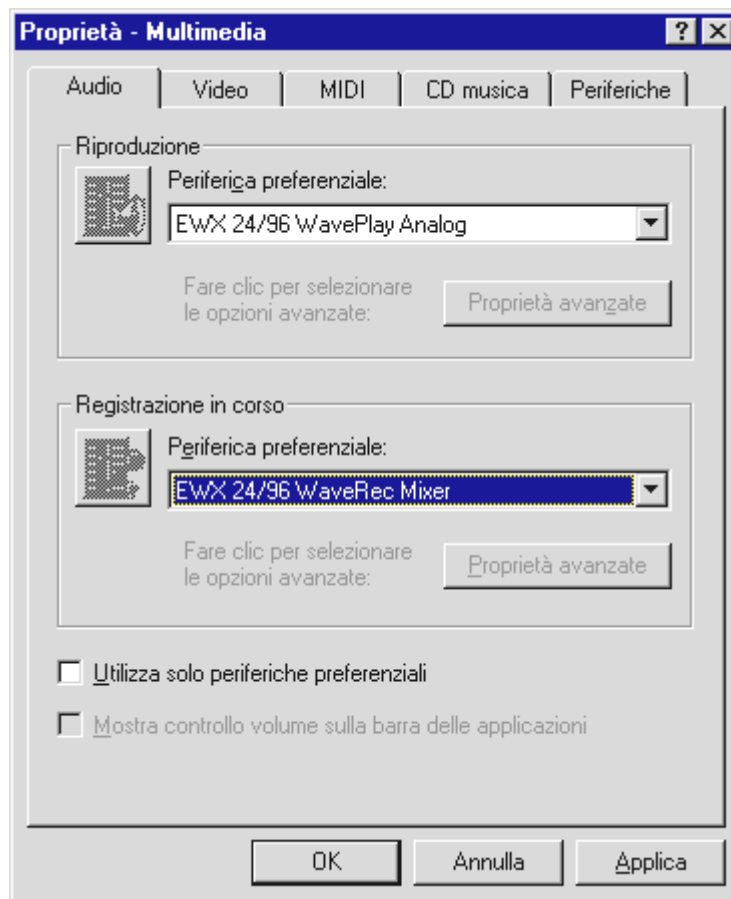 Proprietà - Multimedia
Audio Video MIDI CD musica Periferiche
Riproduzione
Periferica preferenziale:
EWX 24/96 WavePlay Analog
Fare clic per selezionare
le opzioni avanzate:
Proprietà avanzate
Registrazione in corso
Periferica preferenziale:
EWX 24/96 WaveRec Mixer
Fare clic per selezionare
le opzioni avanzate:
Proprietà avanzate
Utilizza solo periferiche preferenziali
Mostra controllo volume sulla barra delle applicazioni
OK Annulla Applica